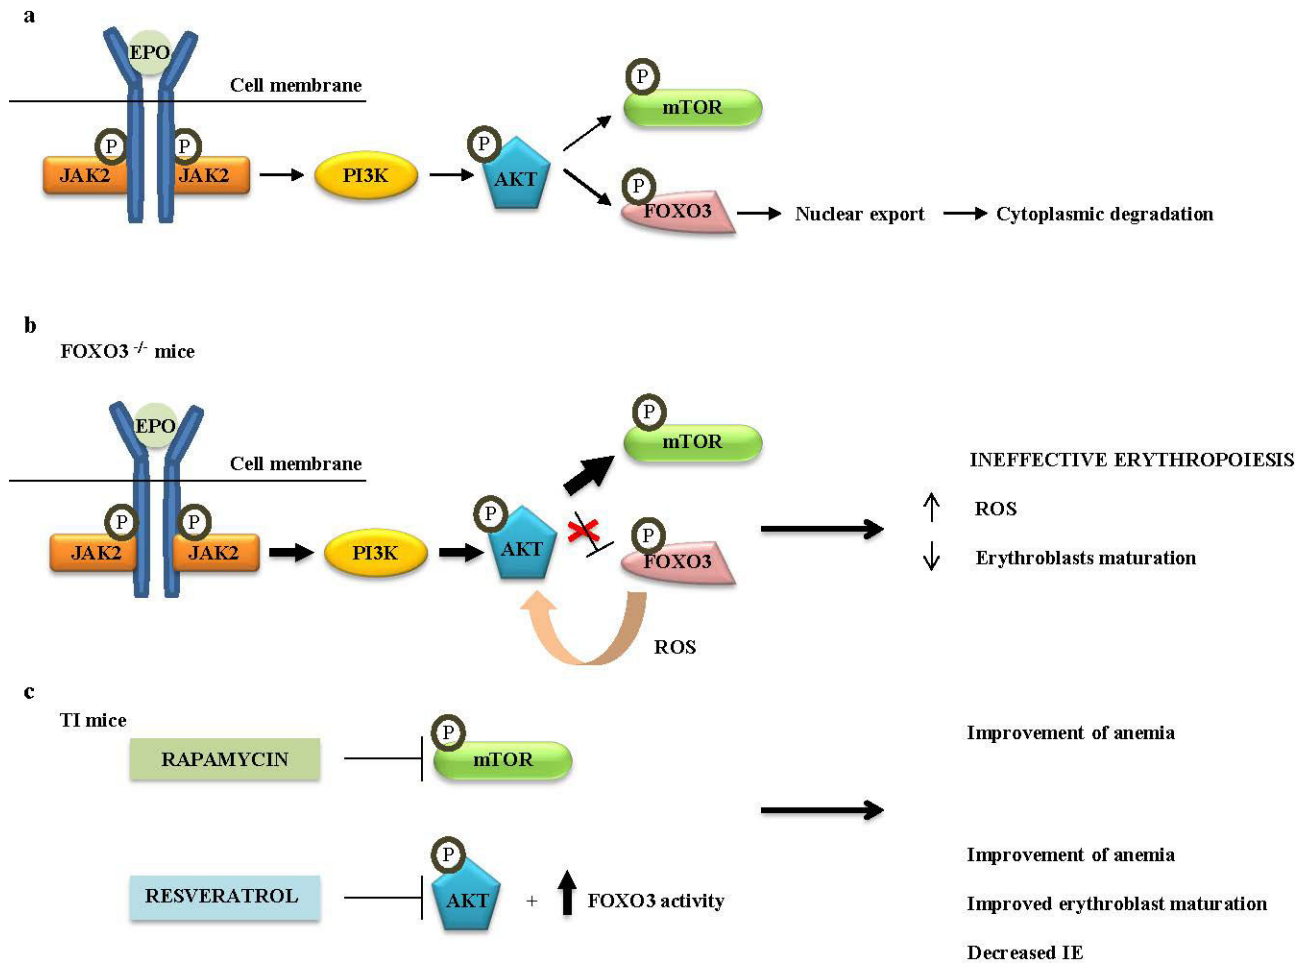 a
EPO
Cell membrane
P
mTOR
P
P
P
JAK2
JAK2
PI3K
AKT
P
FOXO3
Nuclear export
Cytoplasmic degradation
b
FOXO3 -/- mice
EPO
Cell membrane
P
mTOR
INEFFECTIVE ERYTHROPOIESIS
P
P
P
ROS
JAK2
JAK2
PI3K
AKT
P
FOXO3
Erythroblasts maturation
ROS
c
TI mice
RAPAMYCIN
P
mTOR
Improvement of anemia
RESVERATROL
P
AKT
+
FOXO3 activity
Improvement of anemia
Improved erythroblast maturation
Decreased IE